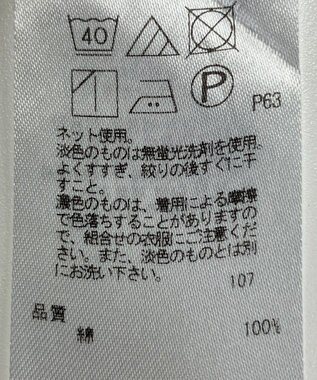 40
P
P63
ネット使用。
淡色のものは無蛍光洗剤を使用。
よくすすぎ、絞りの後すぐに干
すこと。
濃色のものは、着用による摩擦
で色落ちすることがありますの
で、組合せの衣服にご注意くだ
さい。また、淡色のものとは別
にお洗い下さい。
107
品質
綿 100%